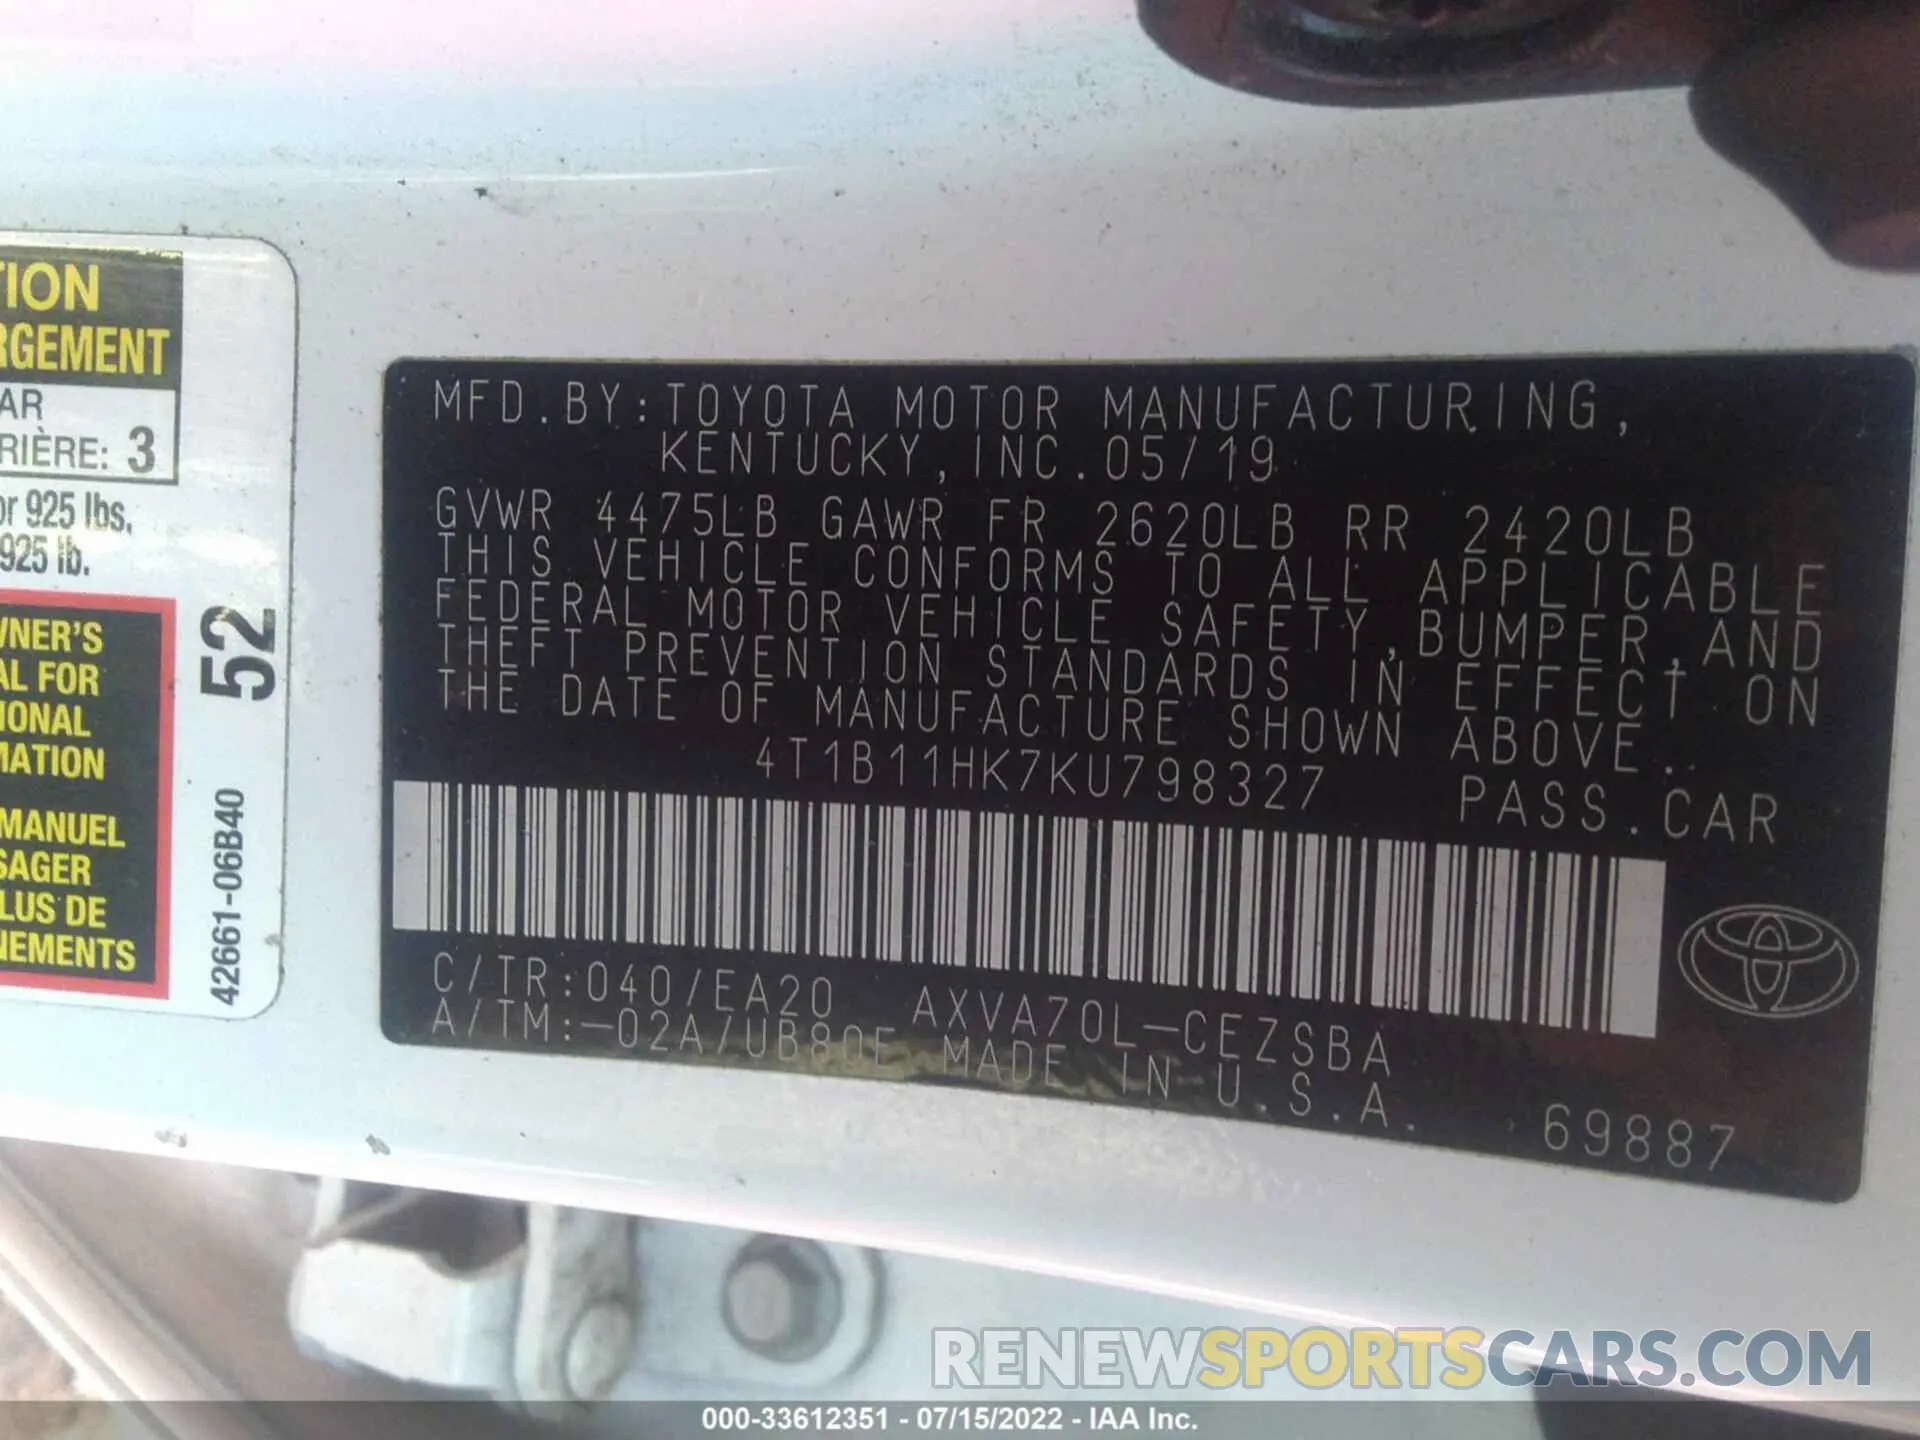 TION
RGEMENT
AR
RIÈRE: 3
or 925 lbs.
925 lb.
WNER'S
AL FOR
IONAL
MATION
MANUEL
SAGER
LUS DE
NEMENTS
52
42661-06B40
MFD.BY:TOYOTA MOTOR MANUFACTURING,
KENTUCKY,INC.05/19
GVWR 4475LB GAWR FR 2620LB RR 2420LB
THIS VEHICLE CONFORMS TO ALL APPLICABLE
FEDERAL MOTOR VEHICLE SAFETY,BUMPER,AND
THEFT PREVENTION STANDARDS IN EFFECT ON
THE DATE OF MANUFACTURE SHOWN ABOVE..
4T1B11HK7KU798327 PASS.CAR
C/TR:040/EA20 AXVA70L-CEZSBA
A/TM:-02A/UB80E MADE IN U.S.A.
69887
RENEWSPORTSCARS.COM
000-33612351 - 07/15/2022 - IAA Inc.